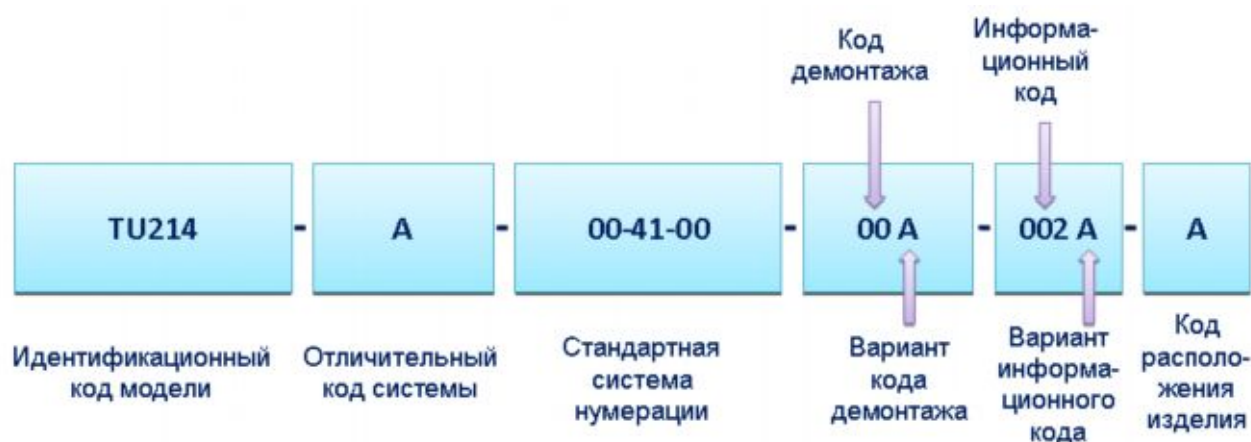 Код
демонтажа
Информа-
ционный
код
TU214 - A - 00-41-00 - 00 A - 002 A - A
Идентификационный
код модели
Отличительный
код системы
Стандартная
система
нумерации
Вариант
кода
демонтажа
Вариант
информа-
ционного
кода
Код
располо-
жения
изделия